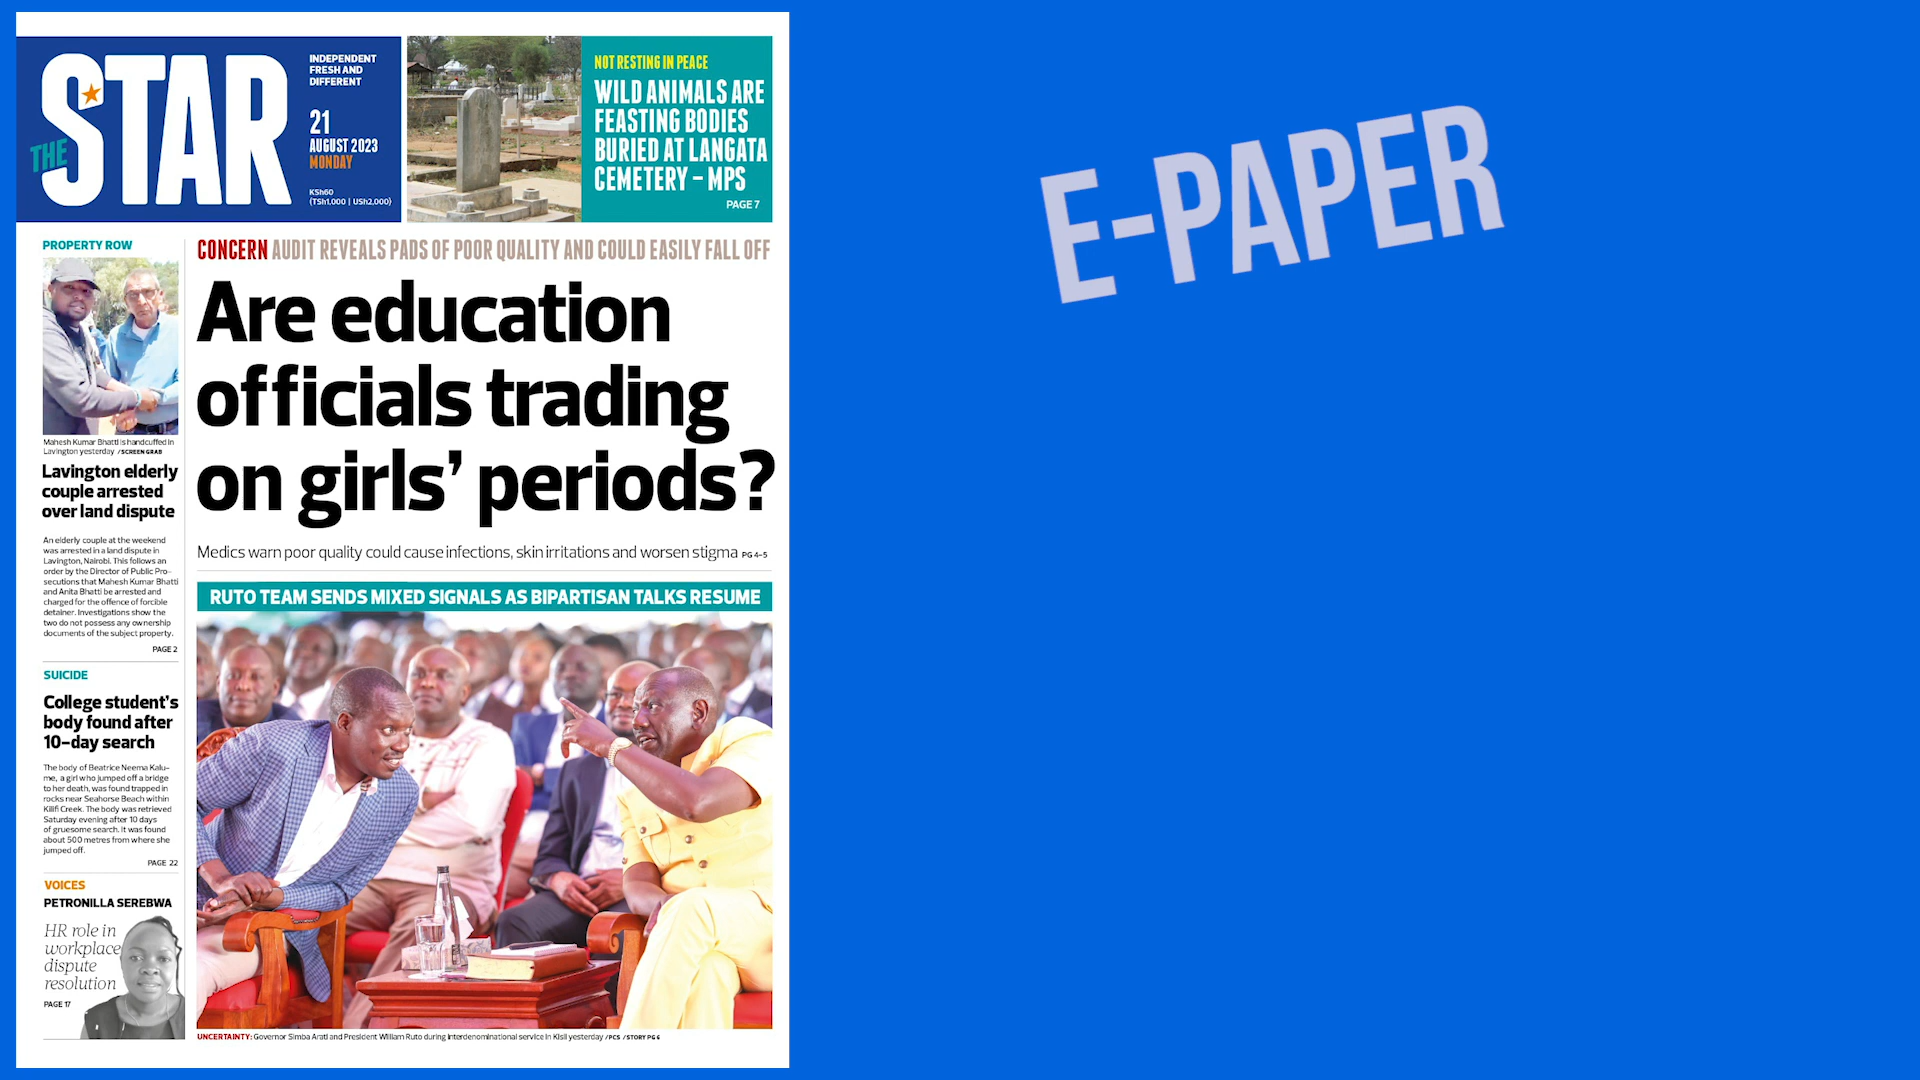 THE STAR
INDEPENDENT
FRESH AND
DIFFERENT
21
AUGUST 2023
MONDAY
KSh60
(TSh1,000 | USh2,000)
NOT RESTING IN PEACE
WILD ANIMALS ARE
FEASTING BODIES
BURIED AT LANGATA
CEMETERY – MPS
PAGE 7
E-PAPER
PROPERTY ROW
Mahesh Kumar Bhatti is handcuffed in
Lavington yesterday /SCREEN GRAB
Lavington elderly
couple arrested
over land dispute
An elderly couple at the weekend
was arrested in a land dispute in
Lavington, Nairobi. This follows an
order by the Director of Public Pro-
secutions that Mahesh Kumar Bhatti
and Anita Bhatti be arrested and
charged for the offence of forcible
detainer. Investigations show the
two do not possess any ownership
documents of the subject property.
PAGE 2
SUICIDE
College student's
body found after
10-day search
The body of Beatrice Neema Kalu-
me, a girl who jumped off a bridge
to her death, was found trapped in
rocks near Seahorse Beach within
Kilifi Creek. The body was retrieved
Saturday evening after 10 days
of gruesome search. It was found
about 500 metres from where she
jumped off.
PAGE 22
VOICES
PETRONILLA SEREBWA
HR role in
workplace
dispute
resolution
PAGE 17
CONCERN AUDIT REVEALS PADS OF POOR QUALITY AND COULD EASILY FALL OFF
Are education
officials trading
on girls’ periods?
Medics warn poor quality could cause infections, skin irritations and worsen stigma PG 4-5
RUTO TEAM SENDS MIXED SIGNALS AS BIPARTISAN TALKS RESUME
UNCERTAINTY: Governor Simba Arati and President William Ruto during interdenominational service in Kisii yesterday /PCS /STORY PG 6